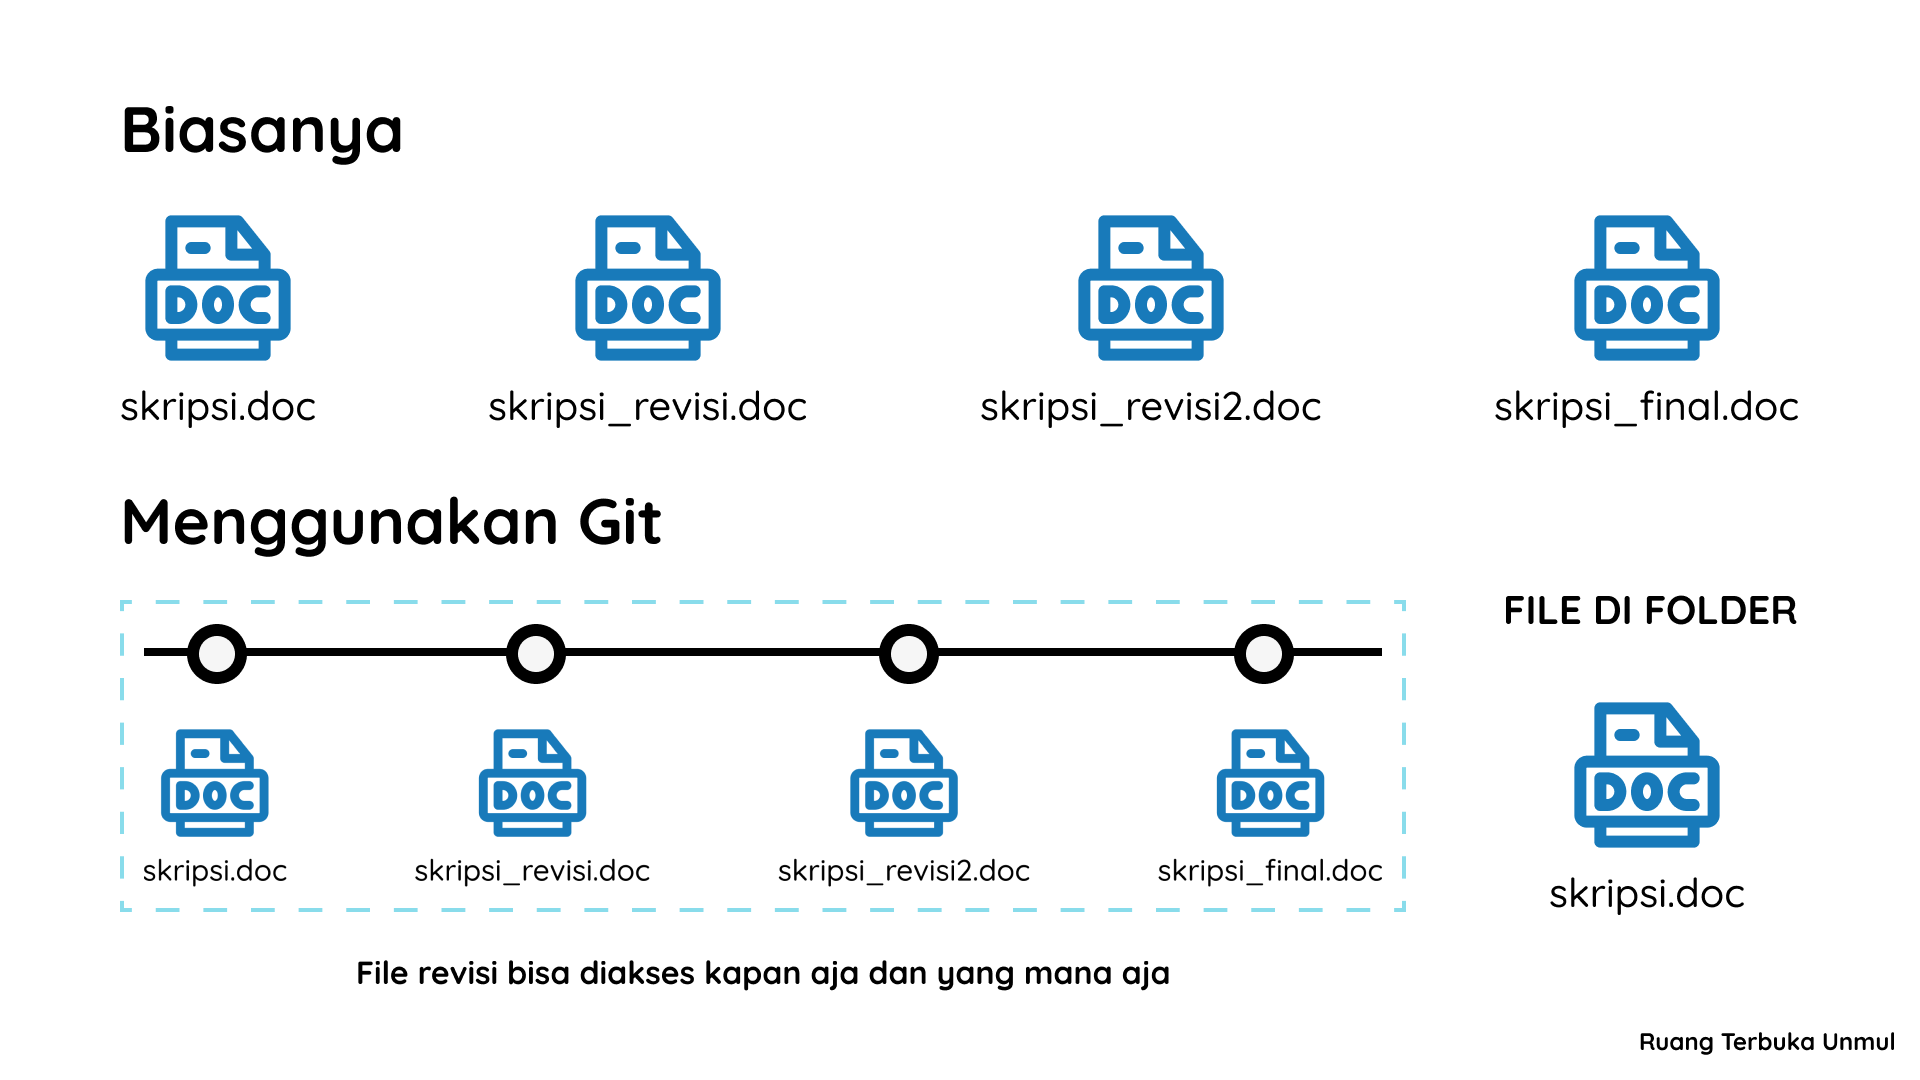 Biasanya
DOC
DOC
DOC
DOC
skripsi.doc
skripsi_revisi.doc
skripsi_revisi2.doc
skripsi_final.doc
Menggunakan Git
FILE DI FOLDER
DOC
DOC
DOC
DOC
DOC
skripsi.doc
skripsi_revisi.doc
skripsi_revisi2.doc
skripsi_final.doc
skripsi.doc
File revisi bisa diakses kapan aja dan yang mana aja
Ruang Terbuka Unmul